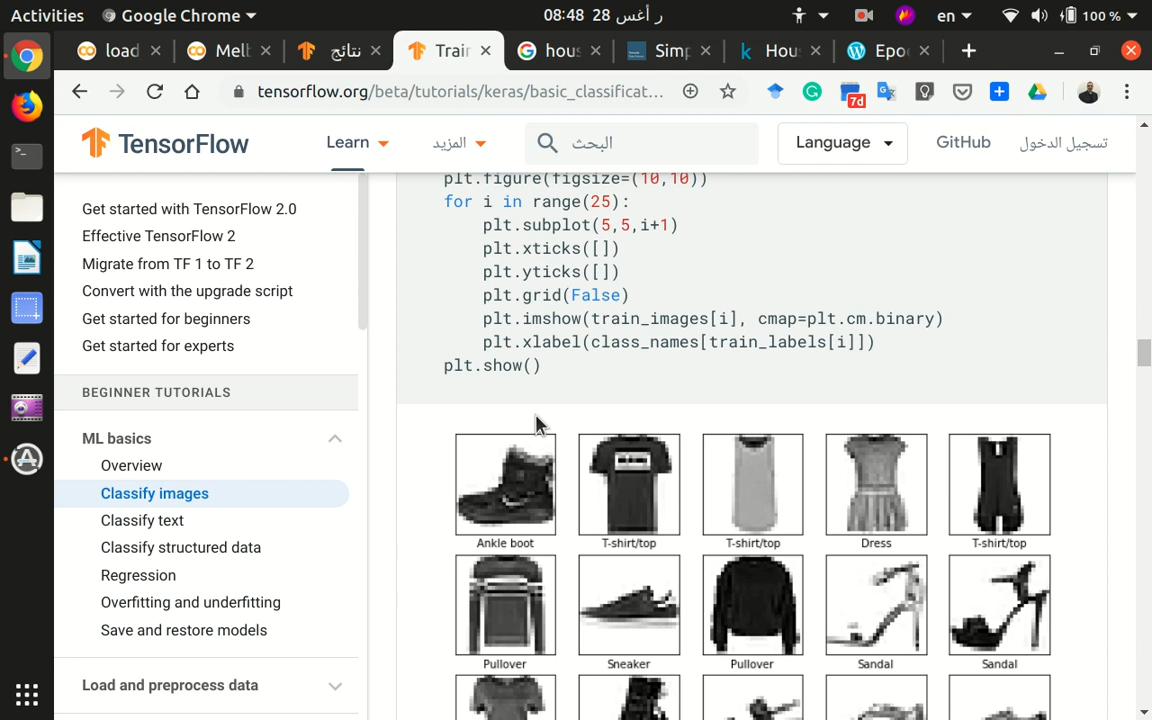 Activities Google Chrome 08:48 28 ر أغس en 100 %
load Mell نتائج Trai hous Simp Hou Epo
tensorflow.org/beta/tutorials/keras/basic_classificat... 7d
TensorFlow Learn المزيد البحث Language GitHub تسجيل الدخول
Get started with TensorFlow 2.0
Effective TensorFlow 2
Migrate from TF 1 to TF 2
Convert with the upgrade script
Get started for beginners
Get started for experts
BEGINNER TUTORIALS
ML basics
Overview
Classify images
Classify text
Classify structured data
Regression
Overfitting and underfitting
Save and restore models
Load and preprocess data
plt.figure(figsize=(10,10))
for i in range(25):
plt.subplot(5,5,i+1)
plt.xticks([])
plt.yticks([])
plt.grid(False)
plt.imshow(train_images[i], cmap=plt.cm.binary)
plt.xlabel(class_names[train_labels[i]])
plt.show()
Ankle boot T-shirt/top T-shirt/top Dress T-shirt/top
Pullover Sneaker Pullover Sandal Sandal